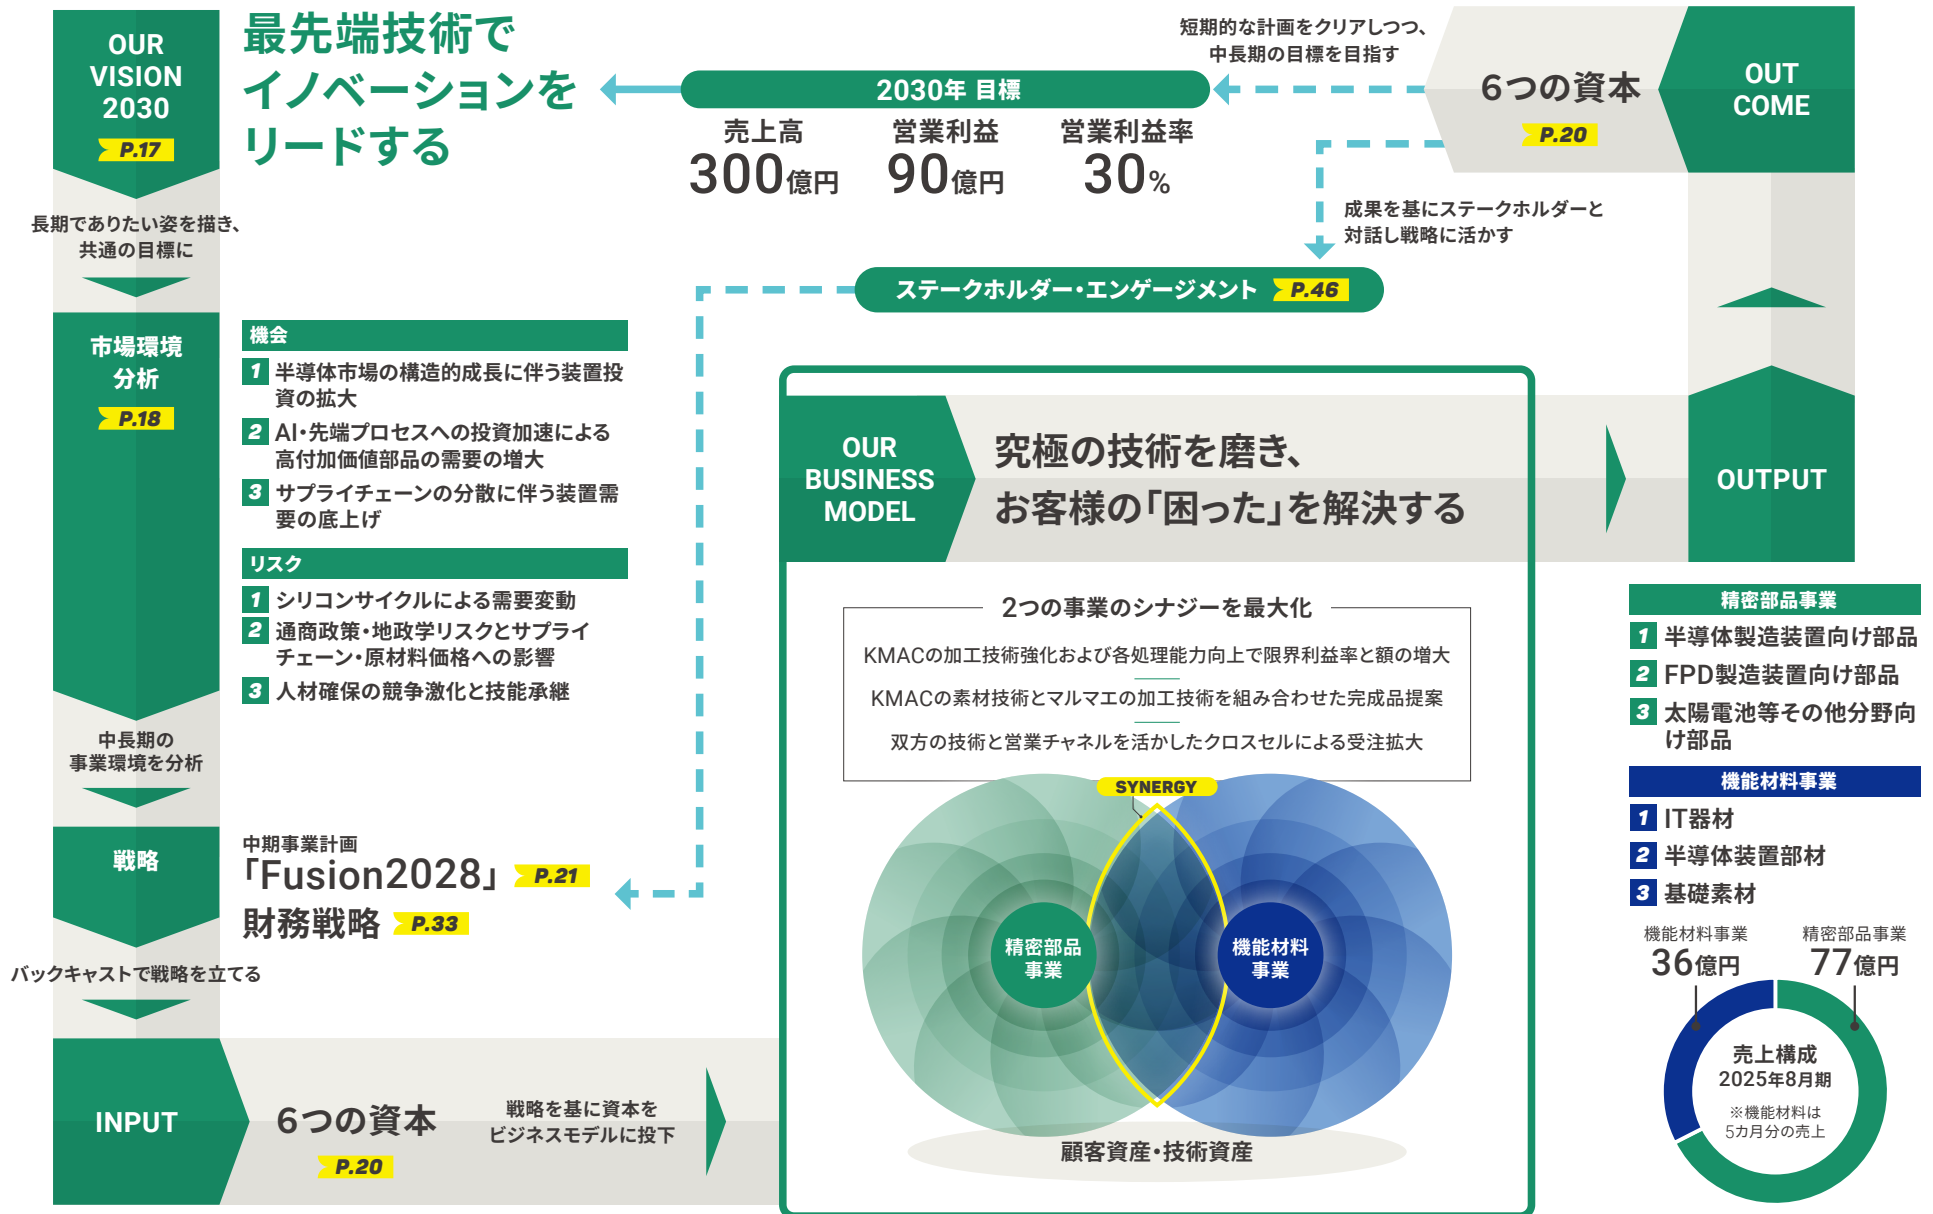 OUR
VISION
2030
P.17
最先端技術で
イノベーションを
リードする
2030年 目標
売上高
300億円
営業利益
90億円
営業利益率
30%
短期的な計画をクリアしつつ、
中長期の目標を目指す
6つの資本
P.20
OUT
COME
成果を基にステークホルダーと
対話し戦略に活かす
ステークホルダー・エンゲージメント P.46
長期でありたい姿を描き、
共通の目標に
市場環境
分析
P.18
機会
1 半導体市場の構造的成長に伴う装置投
資の拡大
2 AI・先端プロセスへの投資加速による
高付加価値部品の需要の増大
3 サプライチェーンの分散に伴う装置需
要の底上げ
リスク
1 シリコンサイクルによる需要変動
2 通商政策・地政学リスクとサプライ
チェーン・原材料価格への影響
3 人材確保の競争激化と技能承継
中長期の
事業環境を分析
戦略
中期事業計画
「Fusion2028」 P.21
財務戦略 P.33
バックキャストで戦略を立てる
INPUT
6つの資本
P.20
戦略を基に資本を
ビジネスモデルに投下
OUR
BUSINESS
MODEL
究極の技術を磨き、
お客様の「困った」を解決する
2つの事業のシナジーを最大化
KMACの加工技術強化および各処理能力向上で限界利益率と額の増大
KMACの素材技術とマルマエの加工技術を組み合わせた完成品提案
双方の技術と営業チャネルを活かしたクロスセルによる受注拡大
SYNERGY
精密部品
事業
機能材料
事業
顧客資産・技術資産
OUTPUT
精密部品事業
1 半導体製造装置向け部品
2 FPD製造装置向け部品
3 太陽電池等その他分野向
け部品
機能材料事業
1 IT器材
2 半導体装置部材
3 基礎素材
機能材料事業
36億円
精密部品事業
77億円
売上構成
2025年8月期
※機能材料は
5カ月分の売上